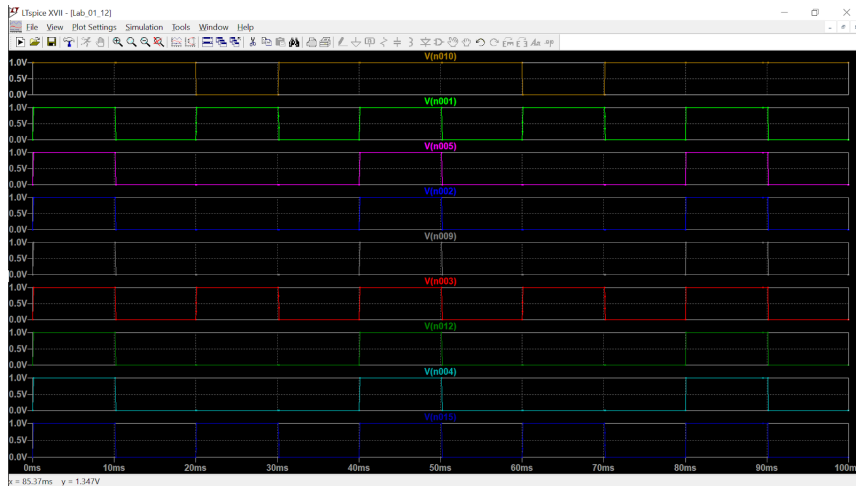 LTspice XVII - [Lab_01_12]
File View Plot Settings Simulation Tools Window Help
V(n010)
1.0V
0.5V
0.0V
V(n001)
1.0V
0.5V
0.0V
V(n005)
1.0V
0.5V
0.0V
V(n002)
1.0V
0.5V
0.0V
V(n009)
1.0V
0.5V
0.0V
V(n003)
1.0V
0.5V
0.0V
V(n012)
1.0V
0.5V
0.0V
V(n004)
1.0V
0.5V
0.0V
V(n015)
1.0V
0.5V
0.0V
0ms 10ms 20ms 30ms 40ms 50ms 60ms 70ms 80ms 90ms 100m
x = 85.37ms y = 1.347V